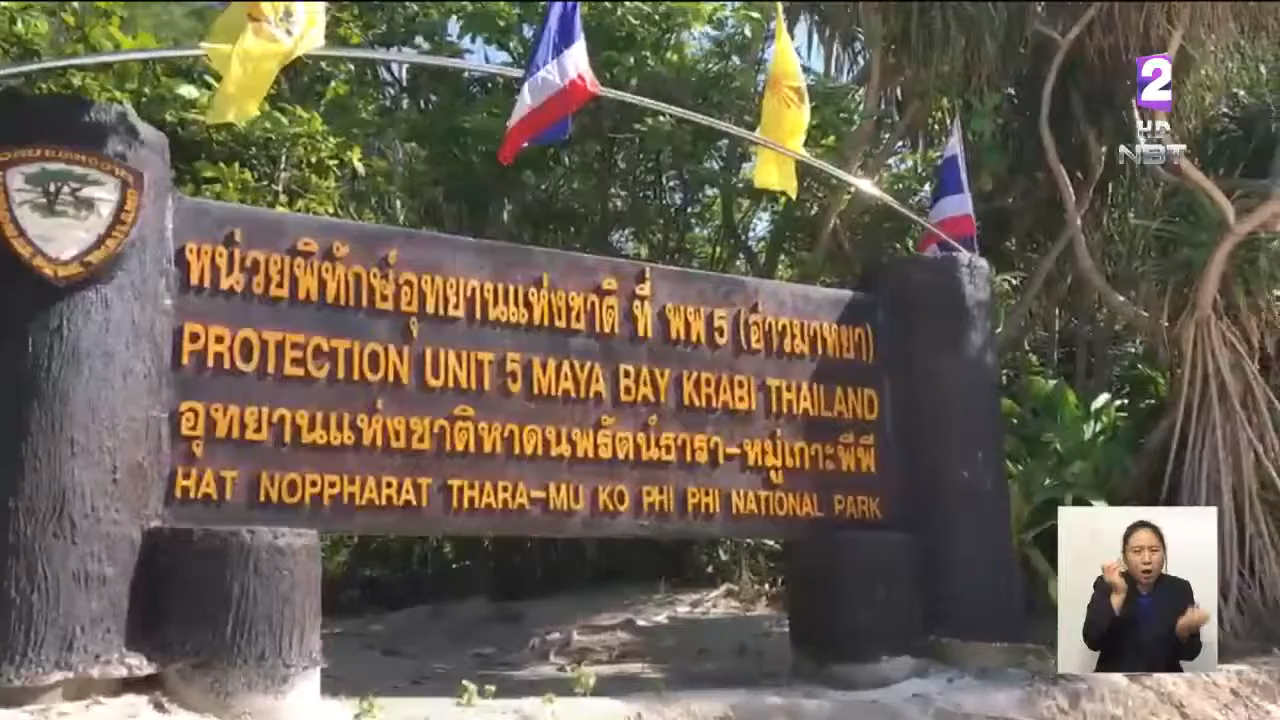 2
HD
NBT
หน่วยพิทักษ์อุทยานแห่งชาติ ที่ พพ 5 (อ่าวมาหยา)
PROTECTION UNIT 5 MAYA BAY KRABI THAILAND
อุทยานแห่งชาติหาดนพรัตน์ธารา-หมู่เกาะพีพี
HAT NOPPHARAT THARA-MU KO PHI PHI NATIONAL PARK